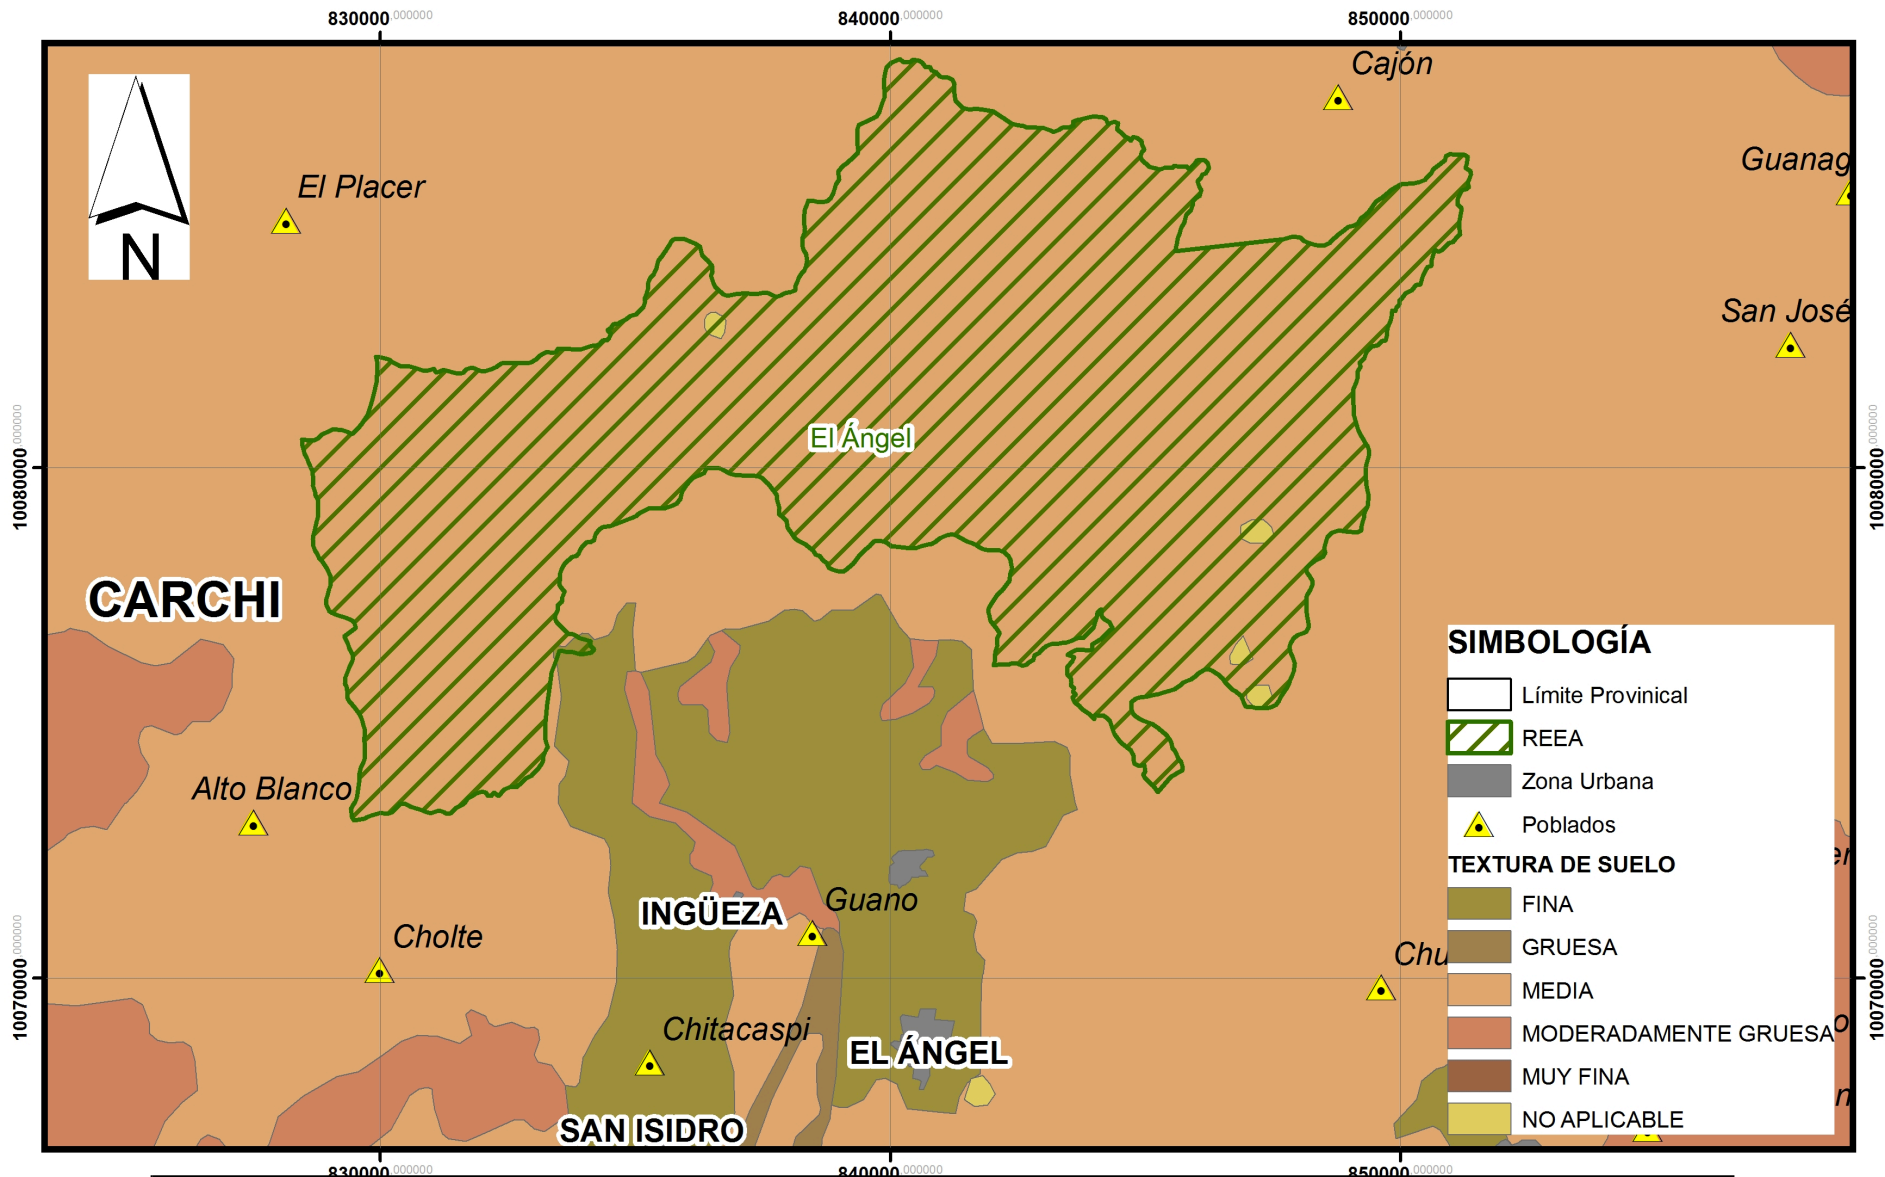 830000.000000
840000.000000
850000.000000
Cajón
Guanag
El Placer
N
San José
El Ángel
10080000.000000
10080000.000000
CARCHI
SIMBOLOGÍA
Límite Provinical
REEA
Zona Urbana
Poblados
TEXTURA DE SUELO
FINA
GRUESA
MEDIA
MODERADAMENTE GRUESA
MUY FINA
NO APLICABLE
Alto Blanco
Guano
INGÜEZA
Cholte
Chu
10070000.000000
10070000.000000
Chitacaspi
EL ÁNGEL
SAN ISIDRO
830000.000000
840000.000000
850000.000000